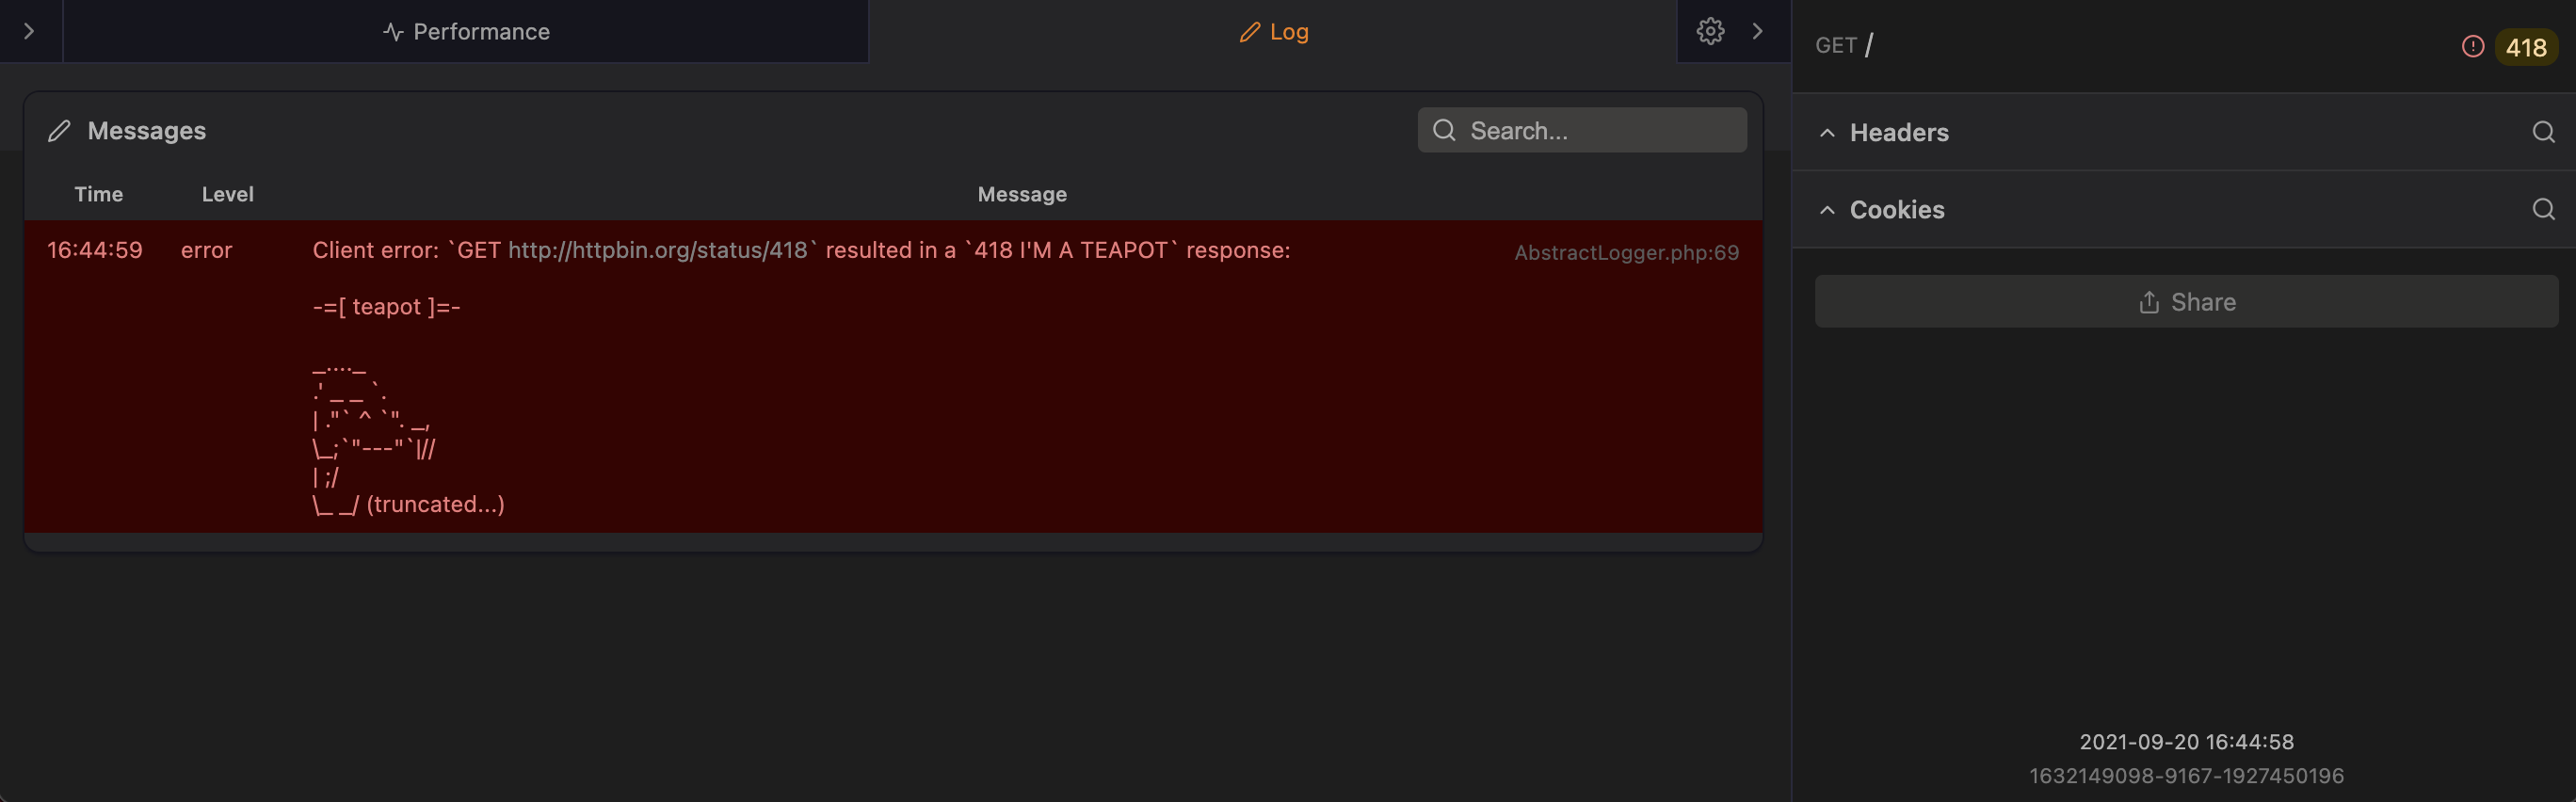 Performance
Log
Messages
Search...
Time Level Message
16:44:59 error Client error: `GET http://httpbin.org/status/418` resulted in a `418 I'M A TEAPOT` response: AbstractLogger.php:69
-=[ teapot ]=-
_...._
.' _ _ `.
| ."` ^ `". _,
\_;`"---"`|//
| ;/
\_ _/ (truncated...)
GET / 418
Headers
Cookies
Share
2021-09-20 16:44:58
1632149098-9167-1927450196